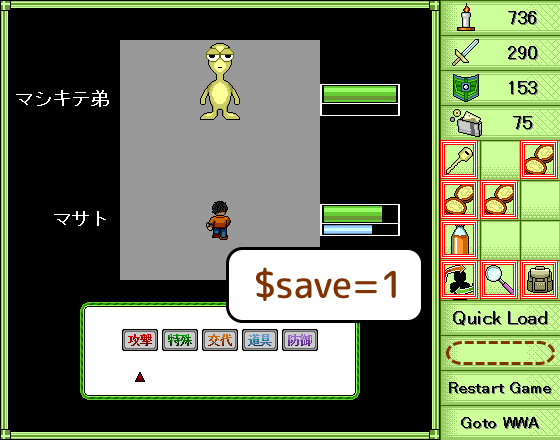 マシキテ弟
マサト
$save=1
攻撃 特殊 交代 道具 防御
736
290
153
75
Quick Load
Restart Game
Goto WWA